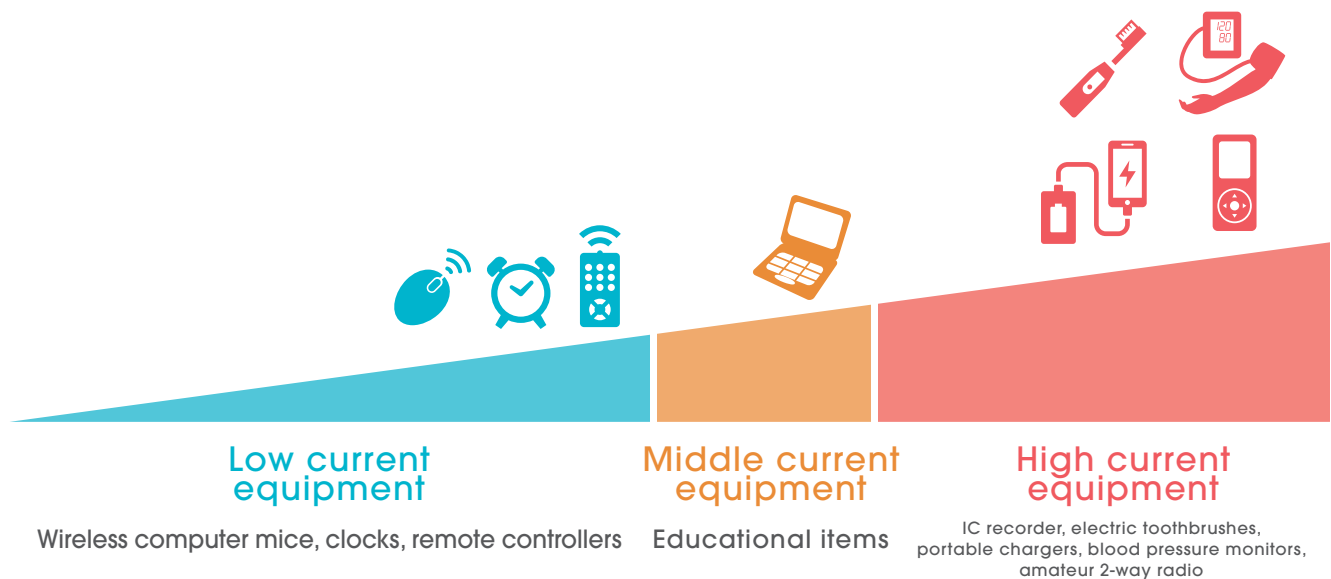 120
80
Low current
equipment
Wireless computer mice, clocks, remote controllers
Middle current
equipment
Educational items
High current
equipment
IC recorder, electric toothbrushes,
portable chargers, blood pressure monitors,
amateur 2-way radio